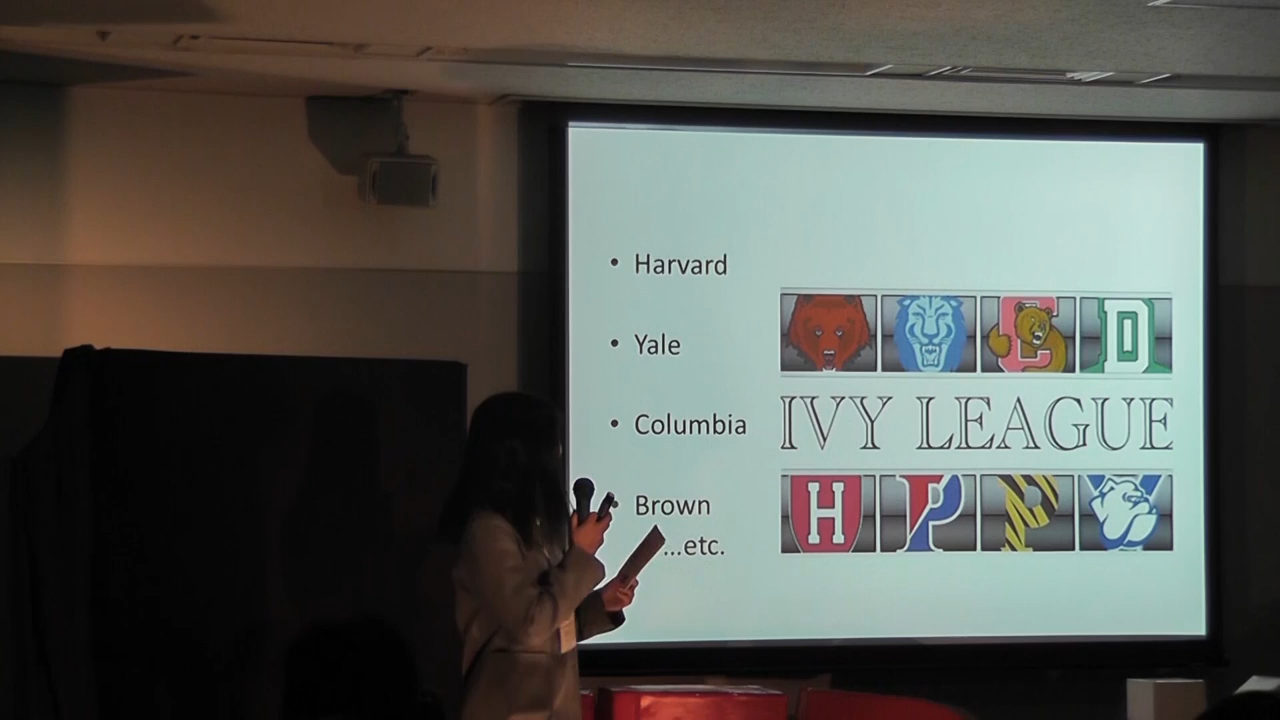 • Harvard
• Yale
• Columbia
• Brown
...etc.
D
IVY LEAGUE
H P P